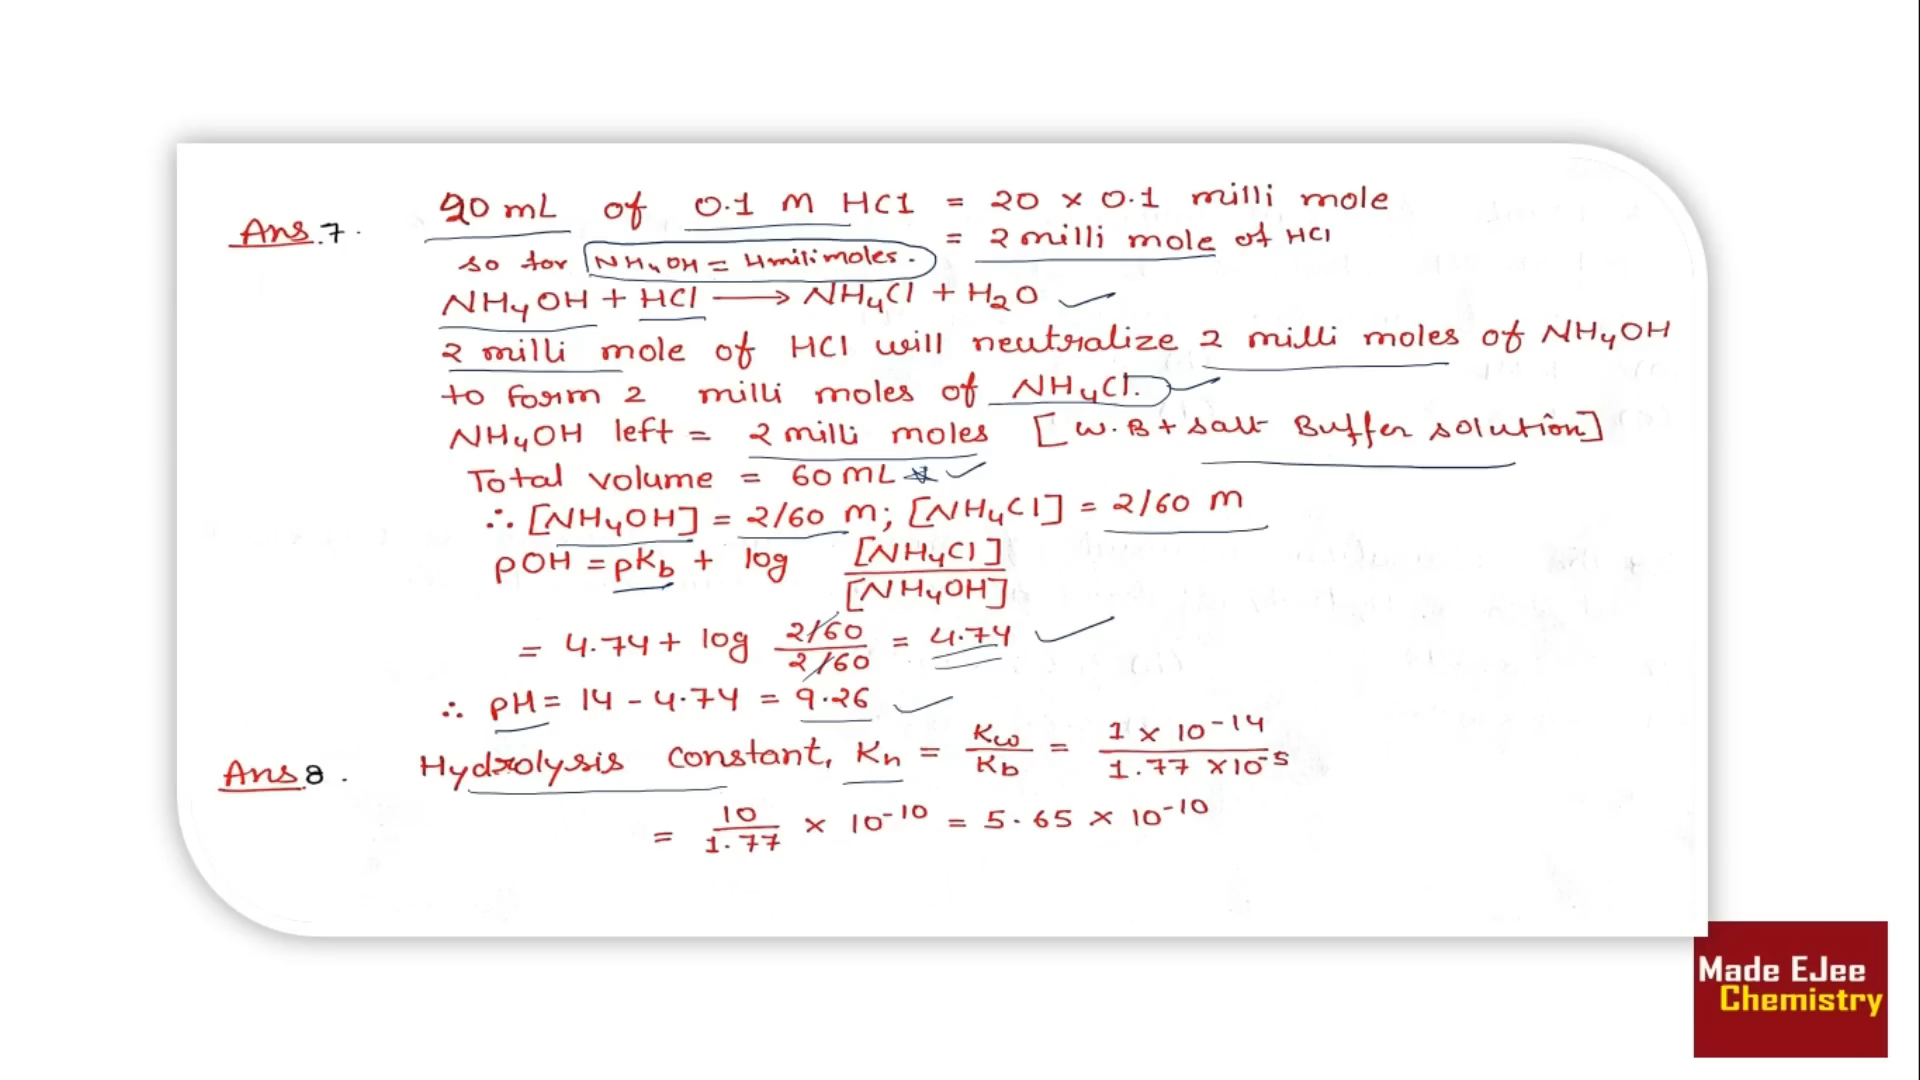 Ans.7. 20 mL of 0.1 M HCl = 20 × 0.1 milli mole
= 2 milli mole of HCl
so for NH₄OH = 4milimoles.
NH₄OH + HCl ⟶ NH₄Cl + H₂O
2 milli mole of HCl will neutralize 2 milli moles of NH₄OH
to form 2 milli moles of NH₄Cl.
NH₄OH left = 2 milli moles [W.B + salt Buffer solution]
Total volume = 60 mL
∴ [NH₄OH] = 2/60 M; [NH₄Cl] = 2/60 M
pOH = pKb + log [NH₄Cl] / [NH₄OH]
= 4.74 + log 2/60 / 2/60 = 4.74
∴ pH = 14 - 4.74 = 9.26
Ans.8. Hydrolysis constant, Kh = Kw / Kb = 1 × 10⁻¹⁴ / 1.77 × 10⁻⁵
= 10 / 1.77 × 10⁻¹⁰ = 5.65 × 10⁻¹⁰
Made EJee
Chemistry